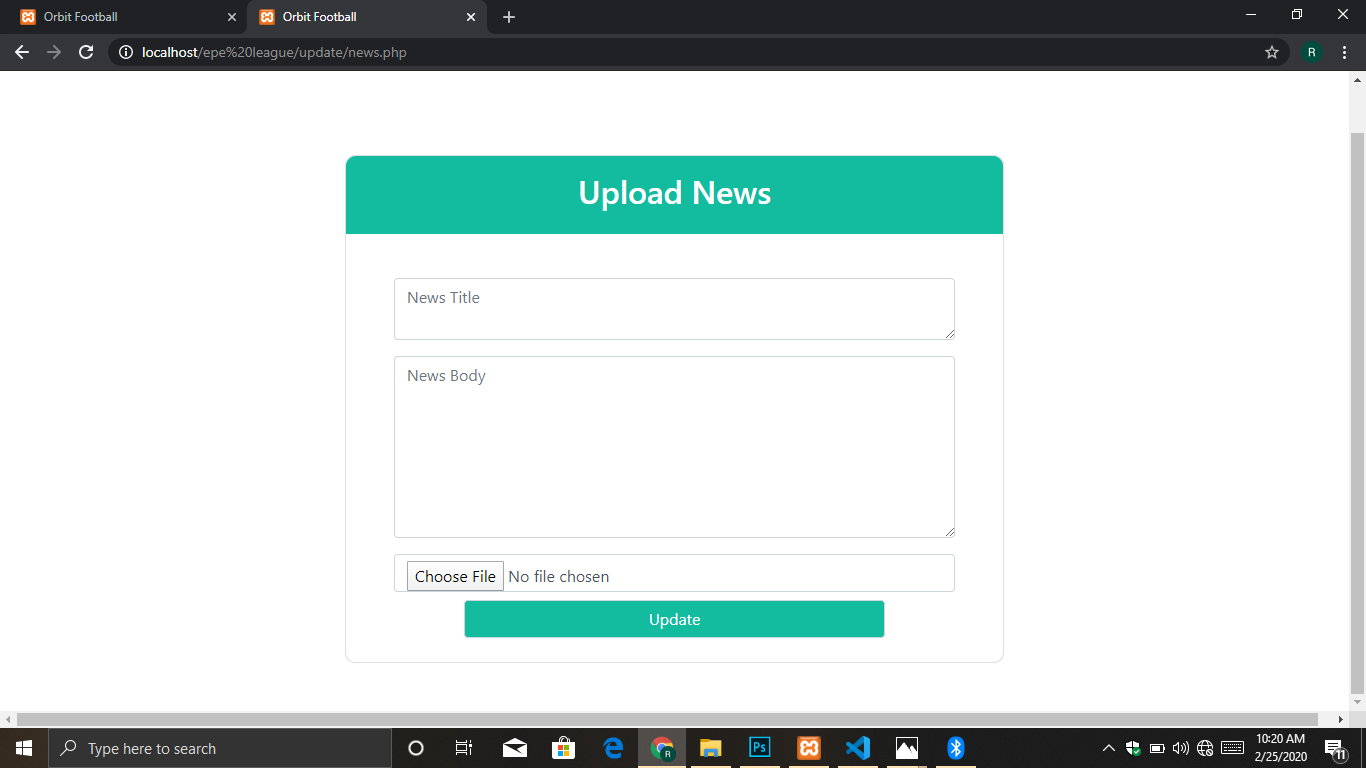 Orbit Football
Orbit Football
localhost/epe%20league/update/news.php
R
Upload News
News Title
News Body
Choose File No file chosen
Update
Type here to search
R
Ps
10:20 AM
2/25/2020
11